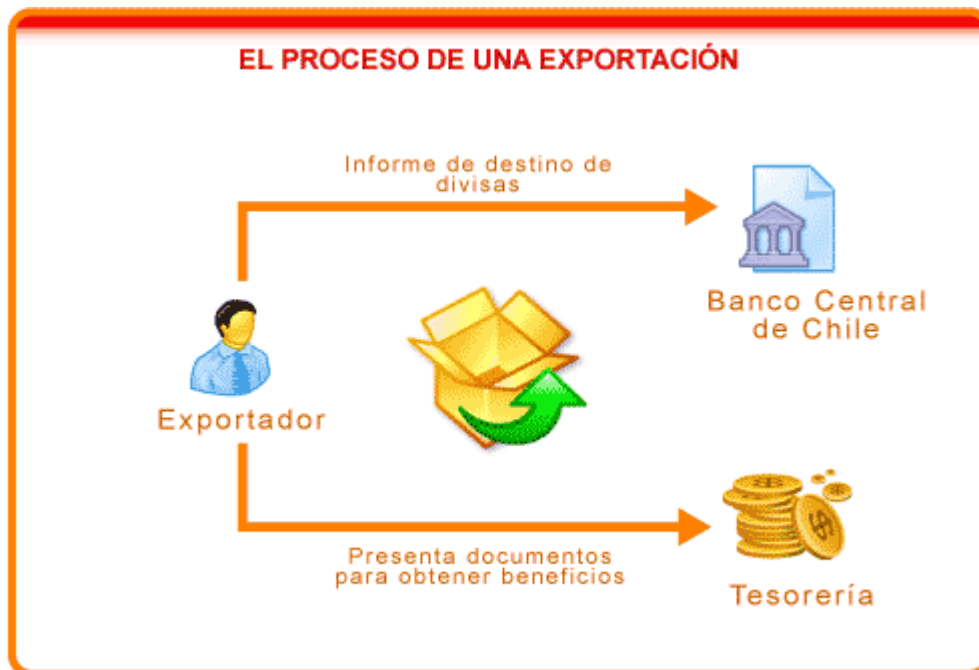 EL PROCESO DE UNA EXPORTACIÓN
Informe de destino de
divisas
Banco Central
de Chile
Exportador
Presenta documentos
para obtener beneficios
Tesorería